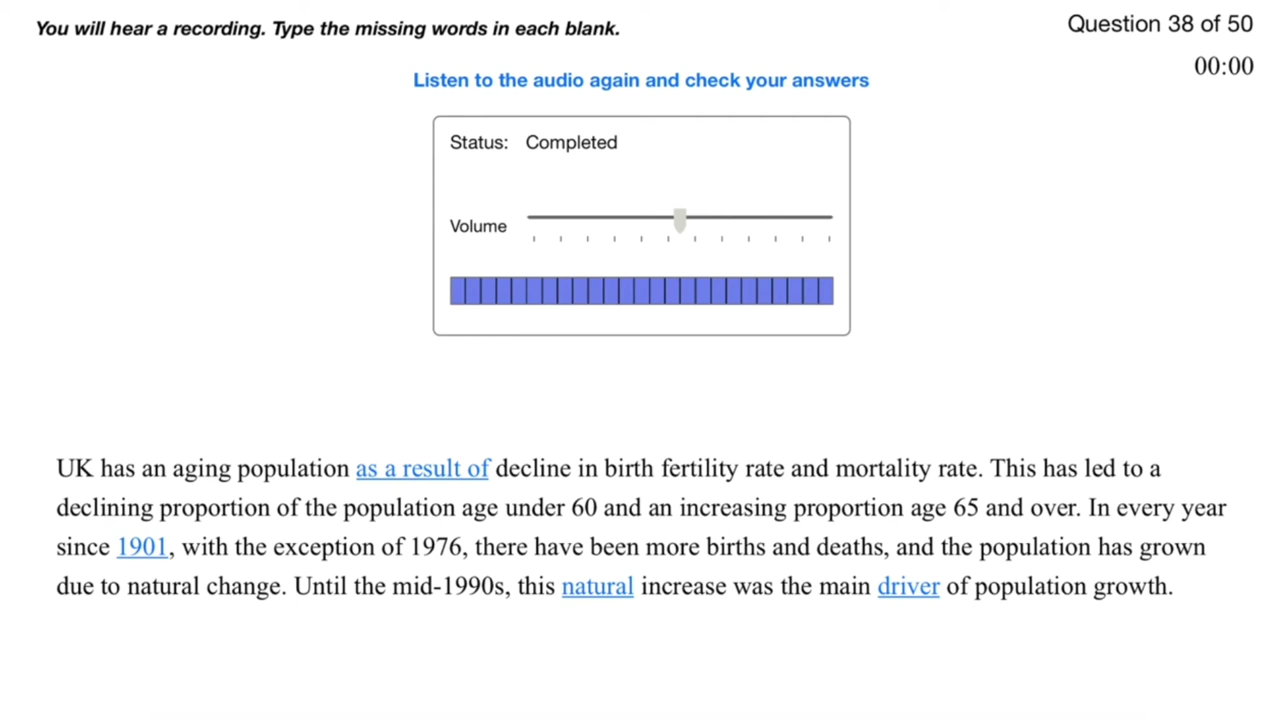 You will hear a recording. Type the missing words in each blank.
Question 38 of 50
00:00
Listen to the audio again and check your answers
Status: Completed
Volume
UK has an aging population as a result of decline in birth fertility rate and mortality rate. This has led to a
declining proportion of the population age under 60 and an increasing proportion age 65 and over. In every year
since 1901, with the exception of 1976, there have been more births and deaths, and the population has grown
due to natural change. Until the mid-1990s, this natural increase was the main driver of population growth.